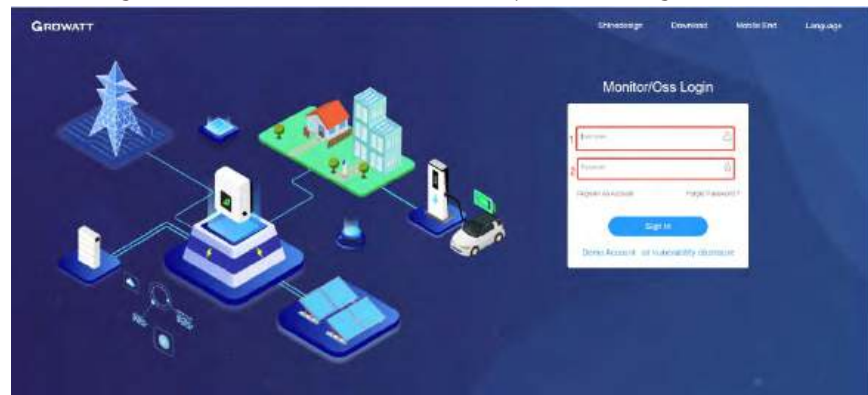 GROWATT
Shinedesign Download Mobile End Language
Monitor/Oss Login
1
2 Password
Register an account Forgot Password?
Sign in
Demo Account vulnerability disclosure